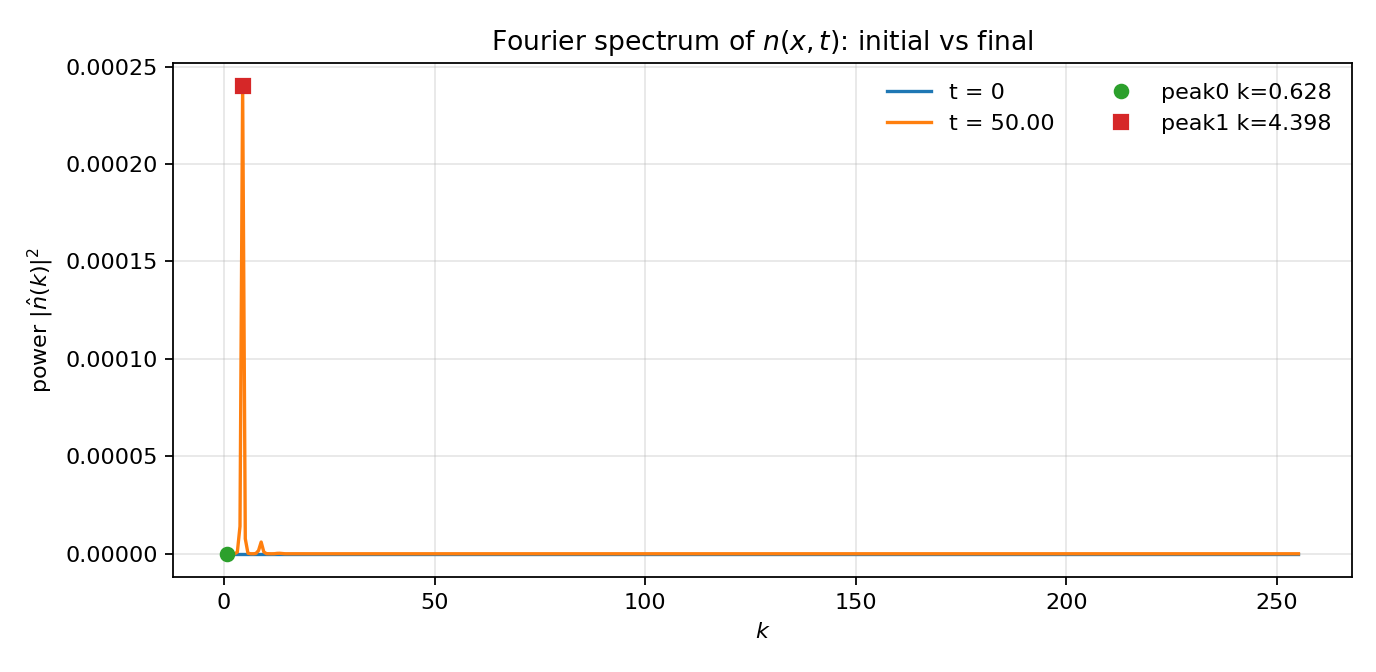 Fourier spectrum of n(x, t): initial vs final
0.00025
0.00020
0.00015
0.00010
0.00005
0.00000
power |n̂(k)|²
t = 0
t = 50.00
peak0 k=0.628
peak1 k=4.398
0 50 100 150 200 250
k